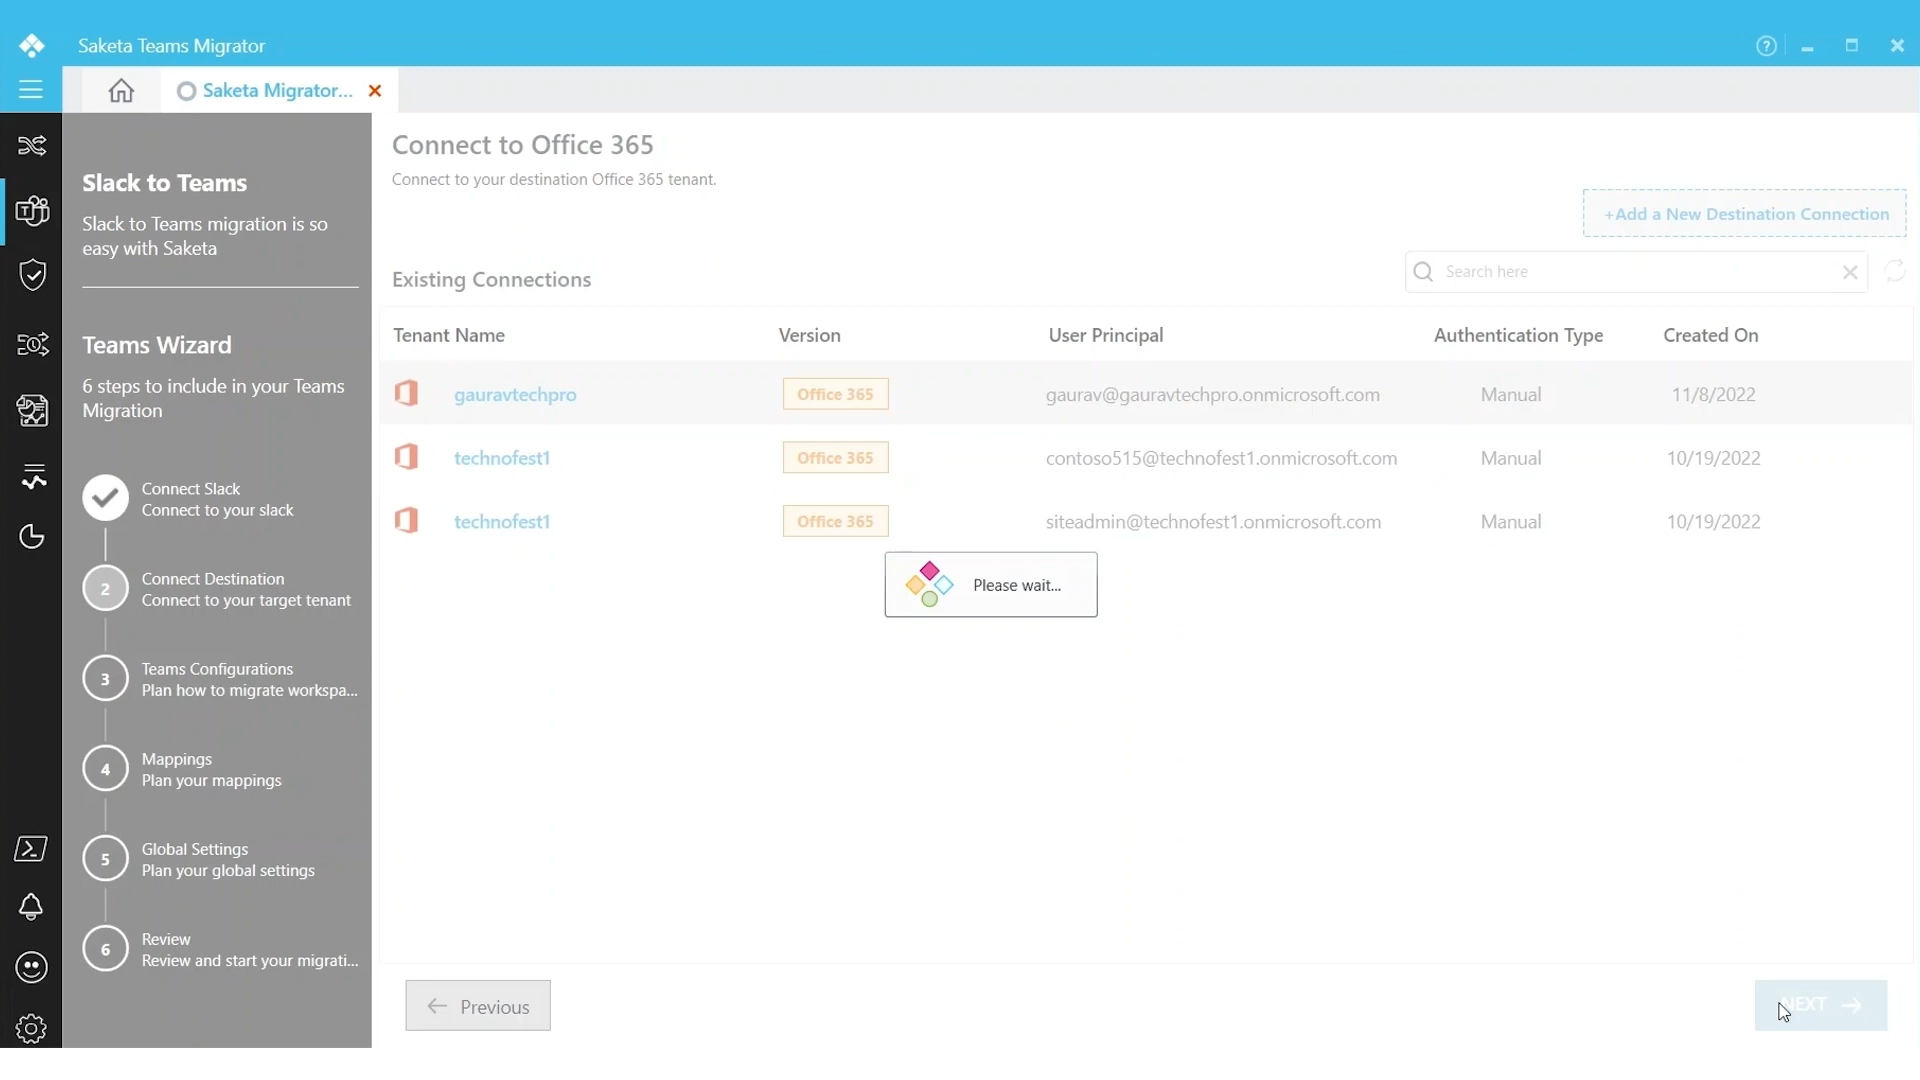 Saketa Teams Migrator
Saketa Migrator...
Slack to Teams
Slack to Teams migration is so
easy with Saketa
Teams Wizard
6 steps to include in your Teams
Migration
Connect Slack
Connect to your slack
2
Connect Destination
Connect to your target tenant
3
Teams Configurations
Plan how to migrate workspa...
4
Mappings
Plan your mappings
5
Global Settings
Plan your global settings
6
Review
Review and start your migrati...
Connect to Office 365
Connect to your destination Office 365 tenant.
+Add a New Destination Connection
Existing Connections
Search here
Tenant Name Version User Principal Authentication Type Created On
gauravtechpro Office 365 gaurav@gauravtechpro.onmicrosoft.com Manual 11/8/2022
technofest1 Office 365 contoso515@technofest1.onmicrosoft.com Manual 10/19/2022
technofest1 Office 365 siteadmin@technofest1.onmicrosoft.com Manual 10/19/2022
Please wait...
Previous
NEXT